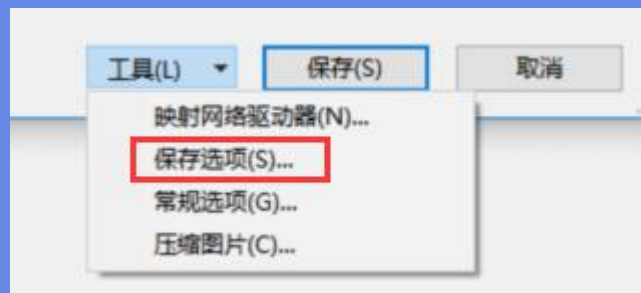 工具(L) 保存(S) 取消
映射网络驱动器(N)...
保存选项(S)...
常规选项(G)...
压缩图片(C)...